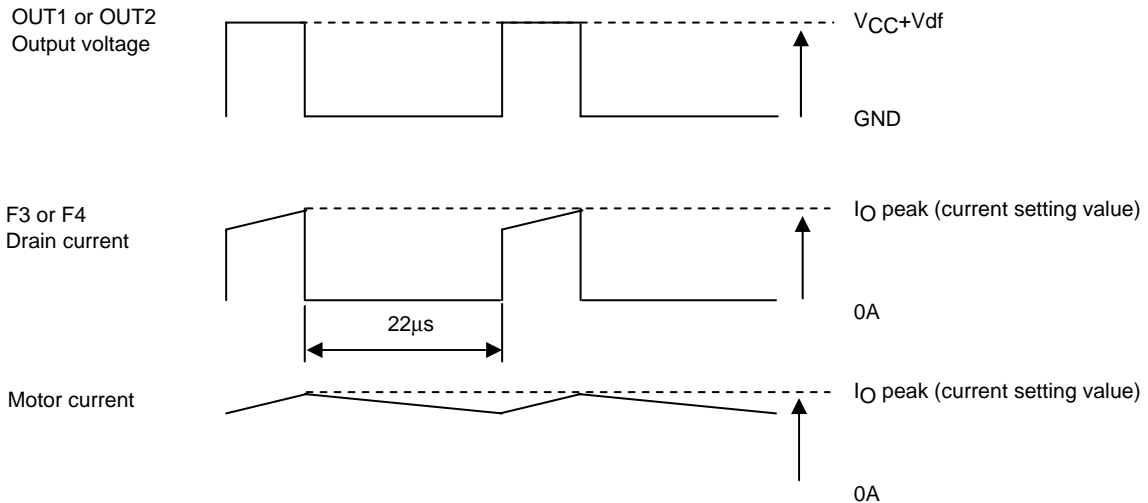 OUT1 or OUT2
Output voltage
VCC+Vdf
GND
F3 or F4
Drain current
IO peak (current setting value)
0A
22μs
Motor current
IO peak (current setting value)
0A